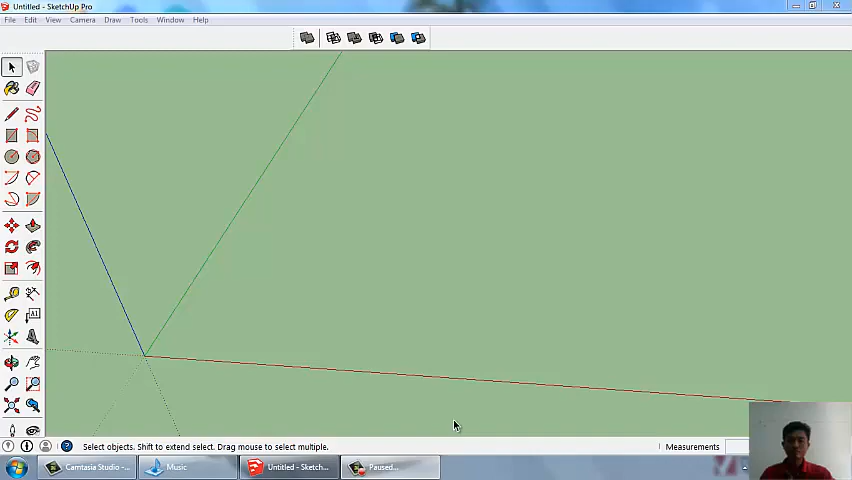 Untitled - SketchUp Pro
File Edit View Camera Draw Tools Window Help
A1
Select objects. Shift to extend select. Drag mouse to select multiple.
Measurements
Camtasia Studio -... Music Untitled - Sketch... Paused...